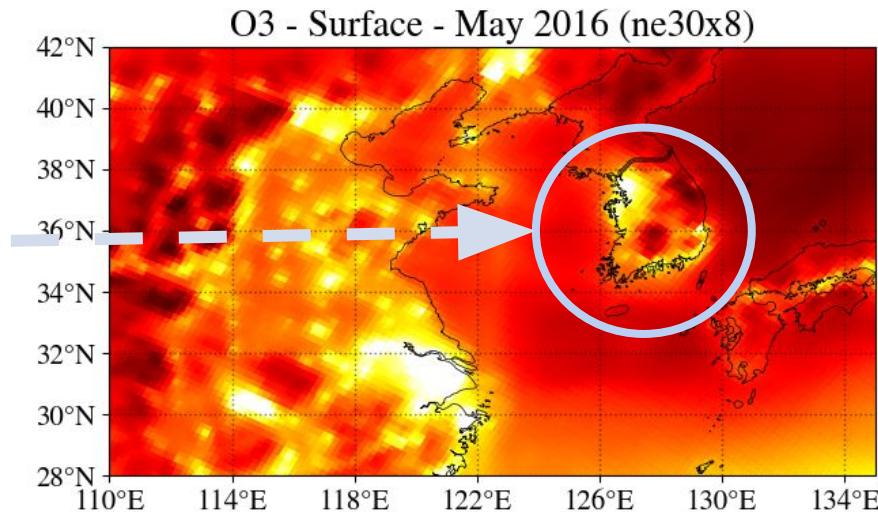 O3 - Surface - May 2016 (ne30x8)
42°N
40°N
38°N
36°N
34°N
32°N
30°N
28°N
110°E 114°E 118°E 122°E 126°E 130°E 134°E